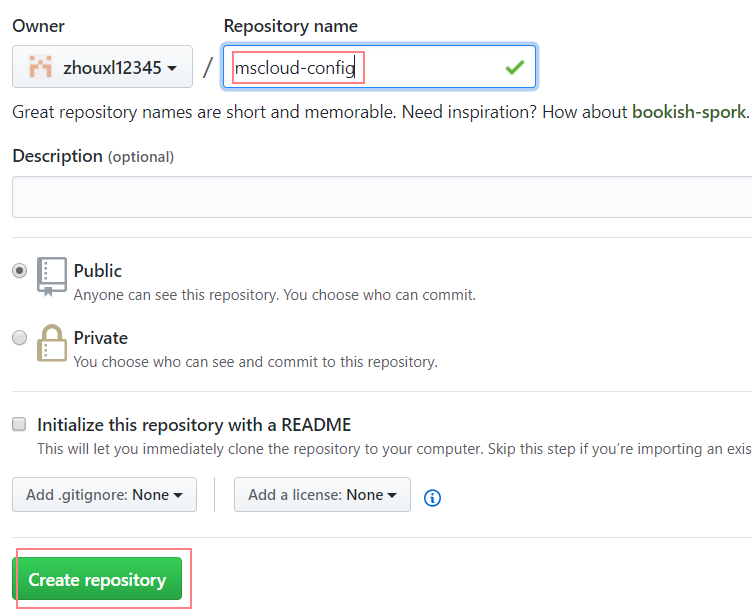 Owner
Repository name
zhouxl12345 / mscloud-config
Great repository names are short and memorable. Need inspiration? How about bookish-spork.
Description (optional)
Public
Anyone can see this repository. You choose who can commit.
Private
You choose who can see and commit to this repository.
Initialize this repository with a README
This will let you immediately clone the repository to your computer. Skip this step if you’re importing an exis
Add .gitignore: None
Add a license: None
Create repository